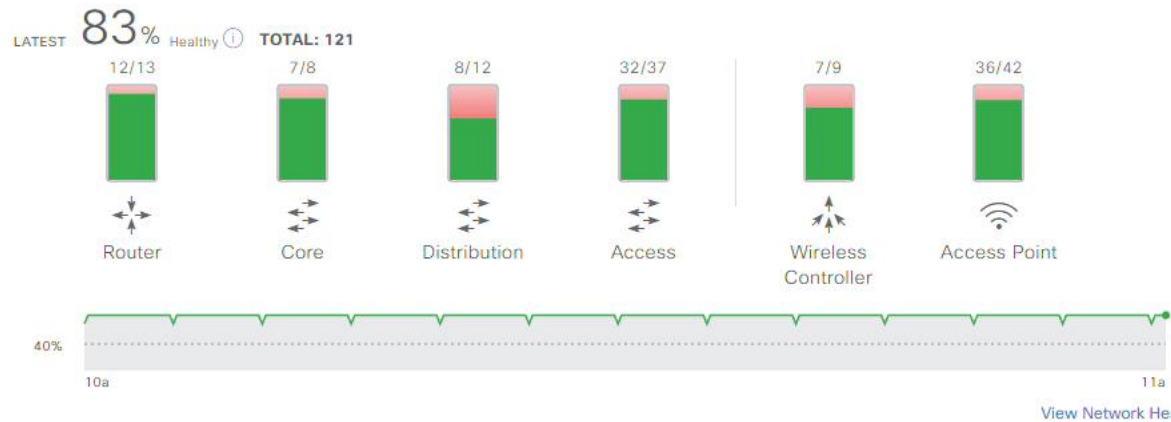 LATEST 83% Healthy i TOTAL: 121
12/13 7/8 8/12 32/37 7/9 36/42
Router Core Distribution Access Wireless Controller Access Point
40%
10a 11a
View Network He